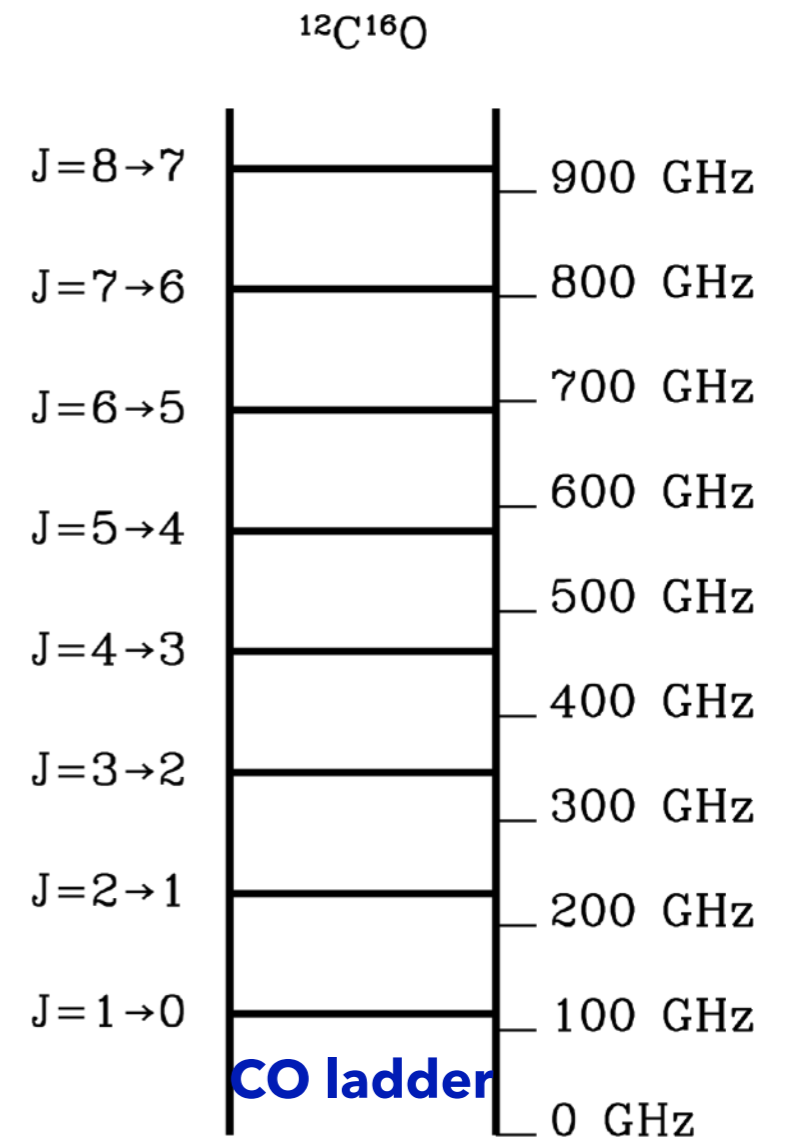 ¹²C¹⁶O
J=8→7
900 GHz
J=7→6
800 GHz
700 GHz
J=6→5
600 GHz
J=5→4
500 GHz
J=4→3
400 GHz
J=3→2
300 GHz
J=2→1
200 GHz
J=1→0
100 GHz
CO ladder
0 GHz